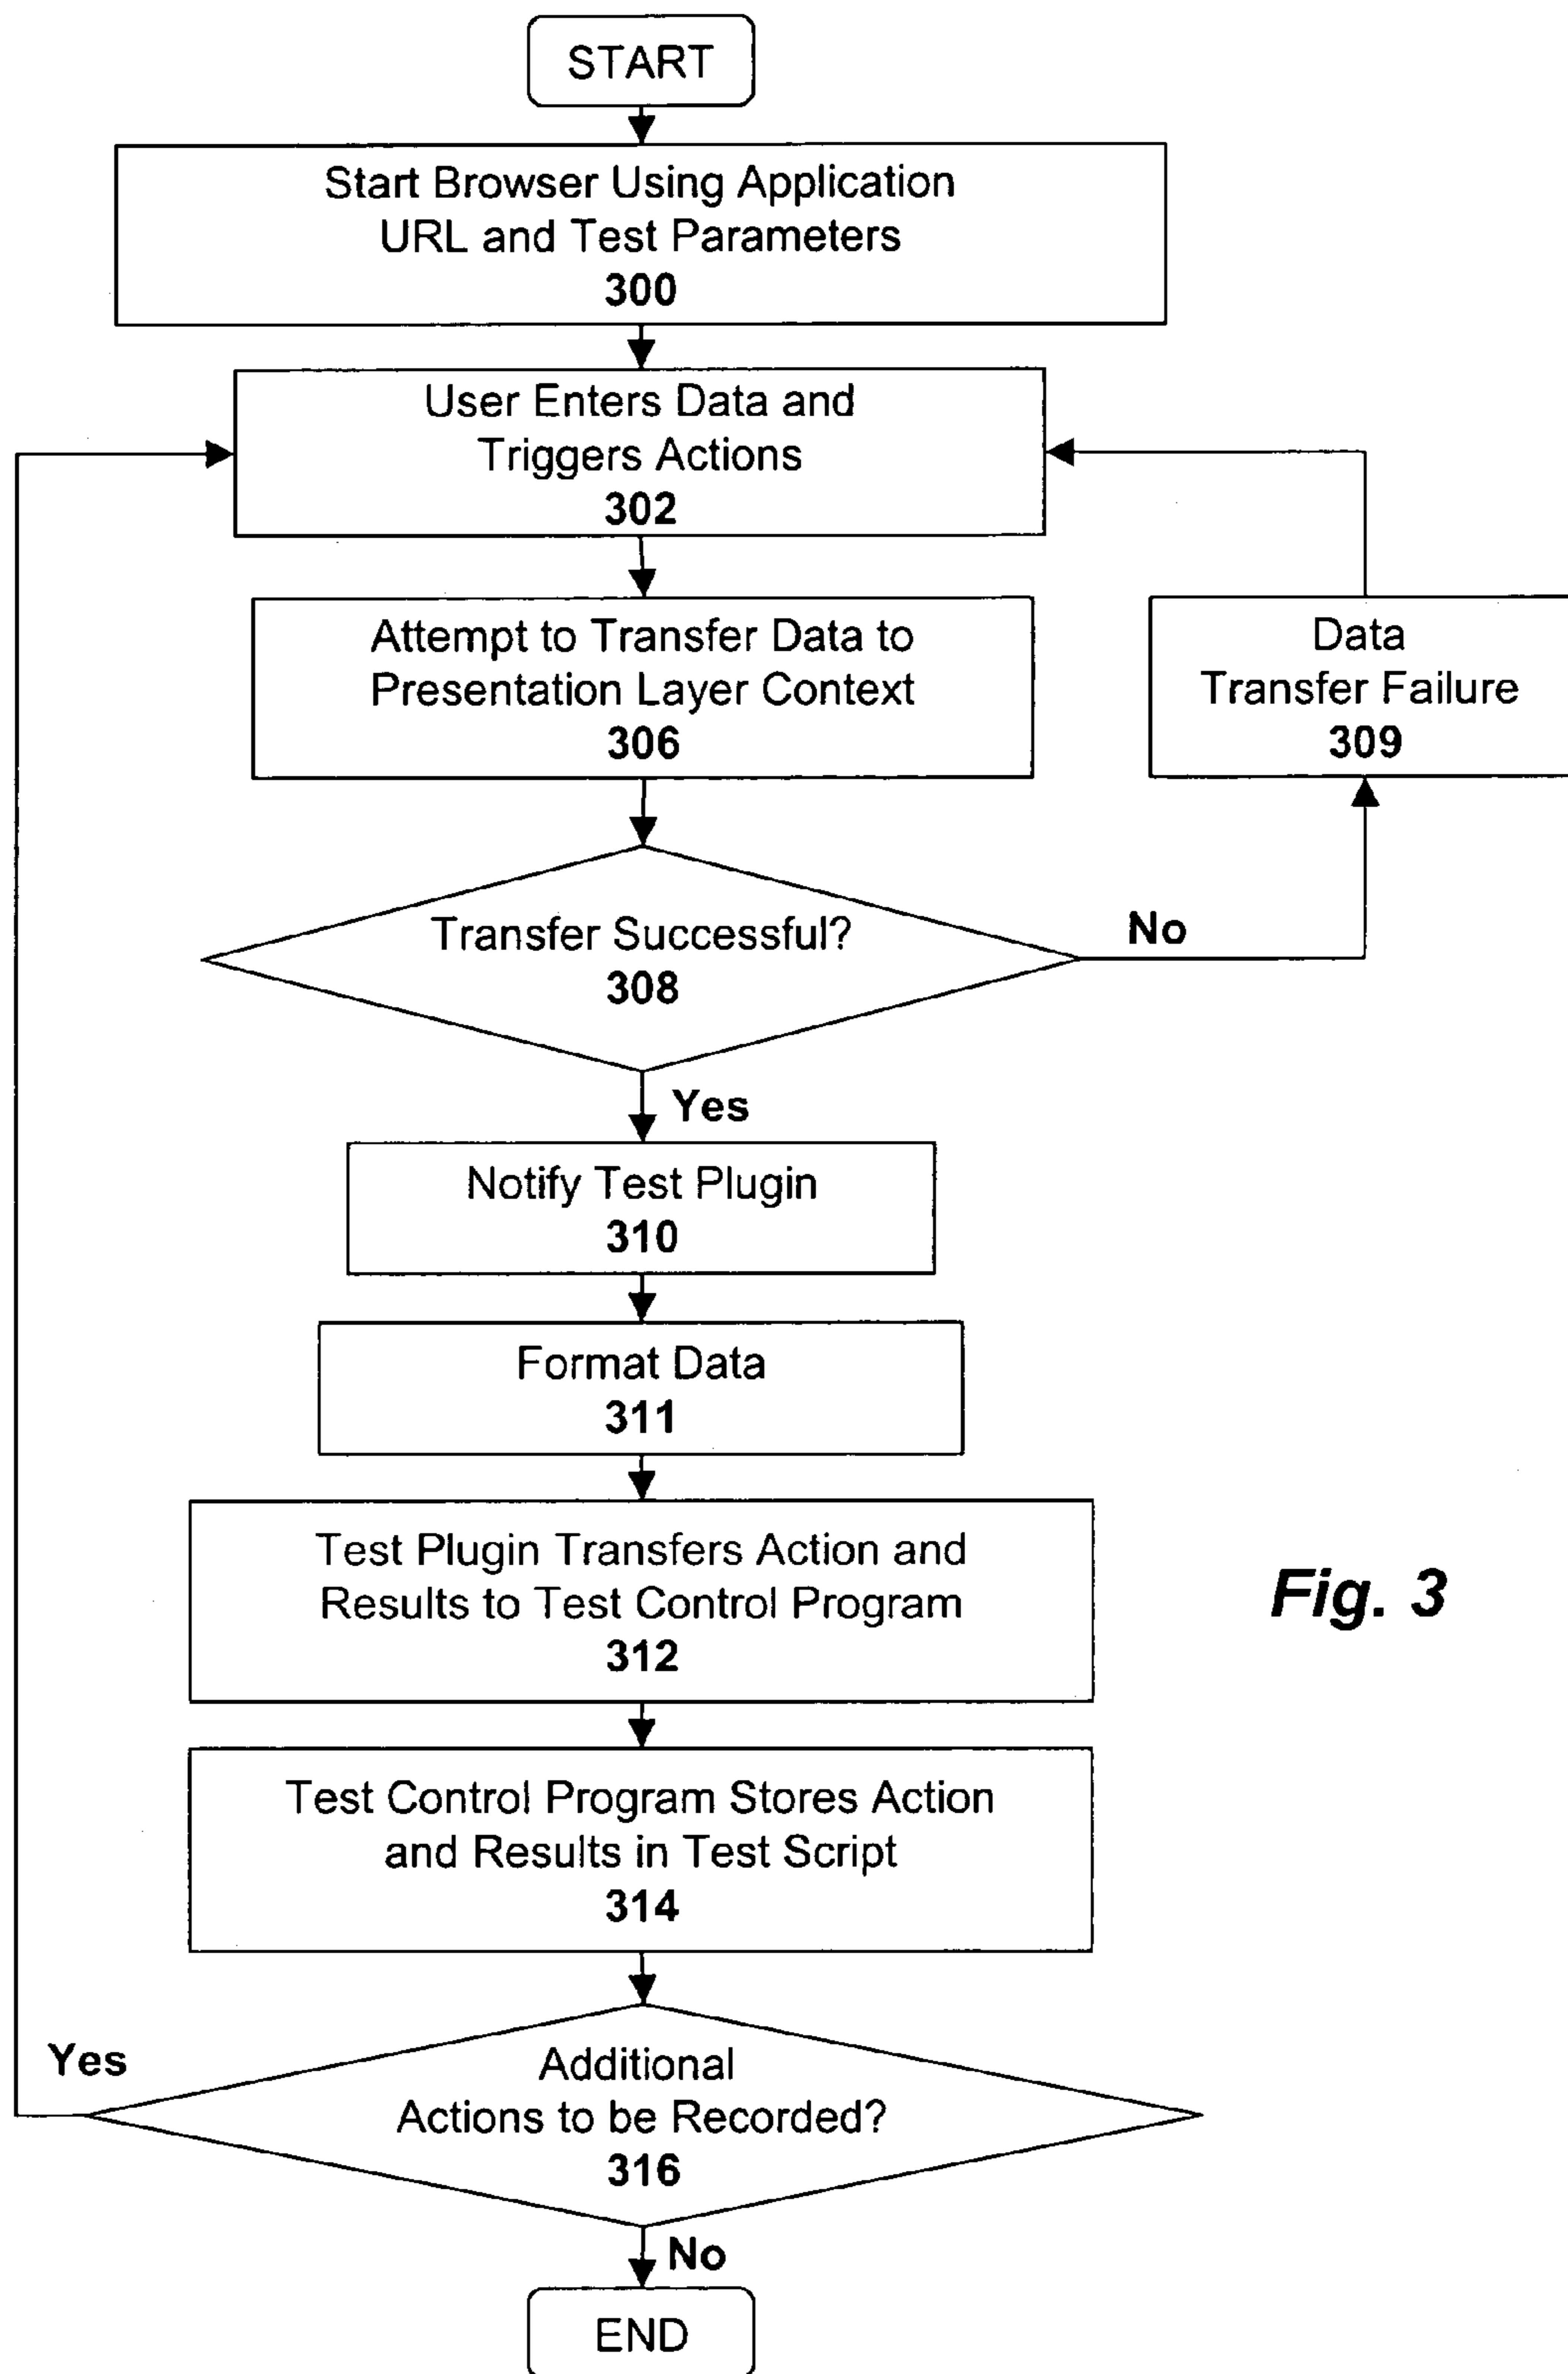 START
Start Browser Using Application
URL and Test Parameters
300
User Enters Data and
Triggers Actions
302
Attempt to Transfer Data to
Presentation Layer Context
306
Data
Transfer Failure
309
Transfer Successful?
308
No
Yes
Notify Test Plugin
310
Format Data
311
Test Plugin Transfers Action and
Results to Test Control Program
312
Fig. 3
Test Control Program Stores Action
and Results in Test Script
314
Yes
Additional
Actions to be Recorded?
316
No
END